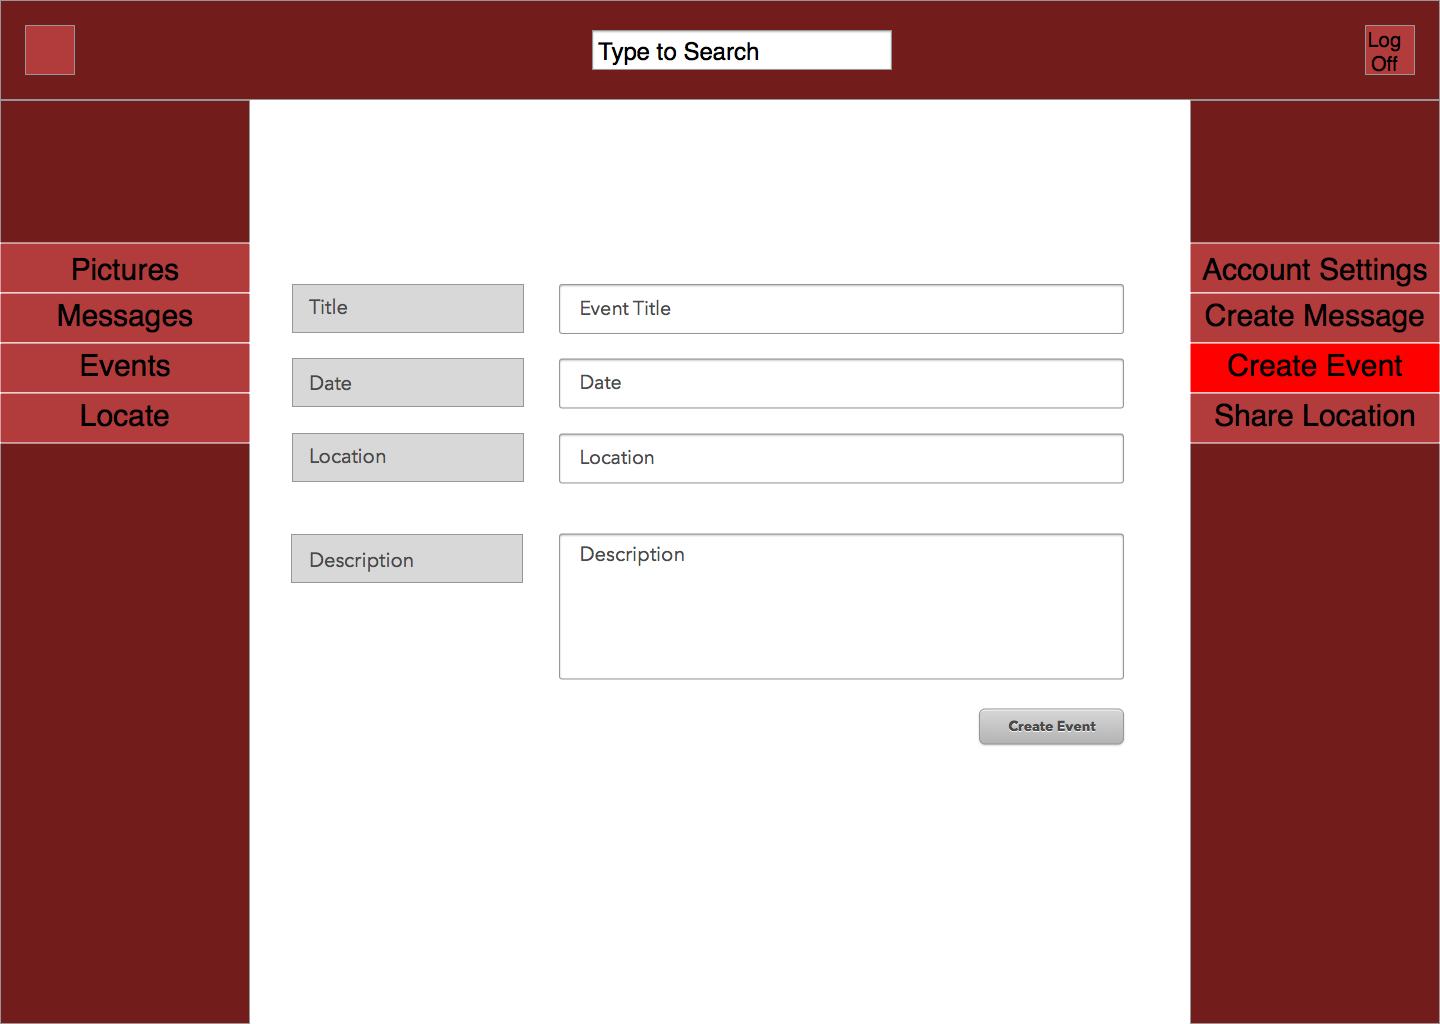 Type to Search
Log
Off
Pictures
Messages
Events
Locate
Title
Event Title
Date
Date
Location
Location
Description
Description
Create Event
Account Settings
Create Message
Create Event
Share Location